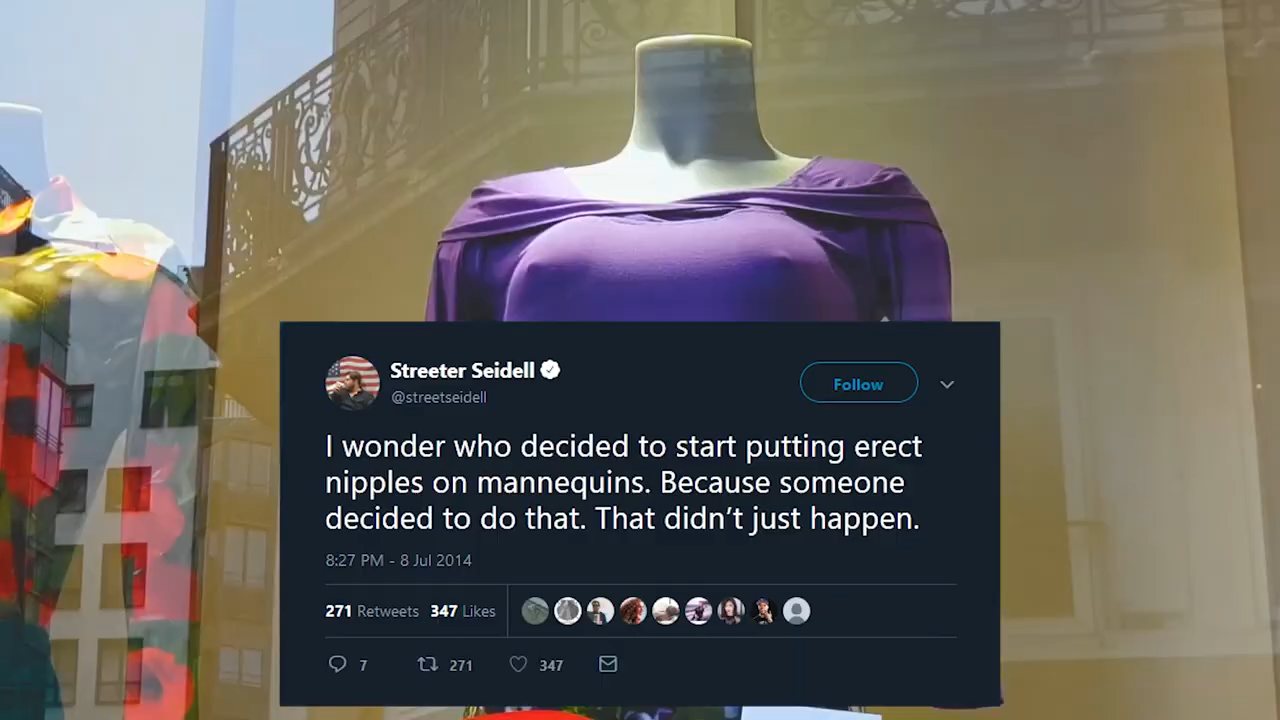 Streeter Seidell
@streetseidell
Follow
I wonder who decided to start putting erect
nipples on mannequins. Because someone
decided to do that. That didn’t just happen.
8:27 PM - 8 Jul 2014
271 Retweets 347 Likes
7 271 347